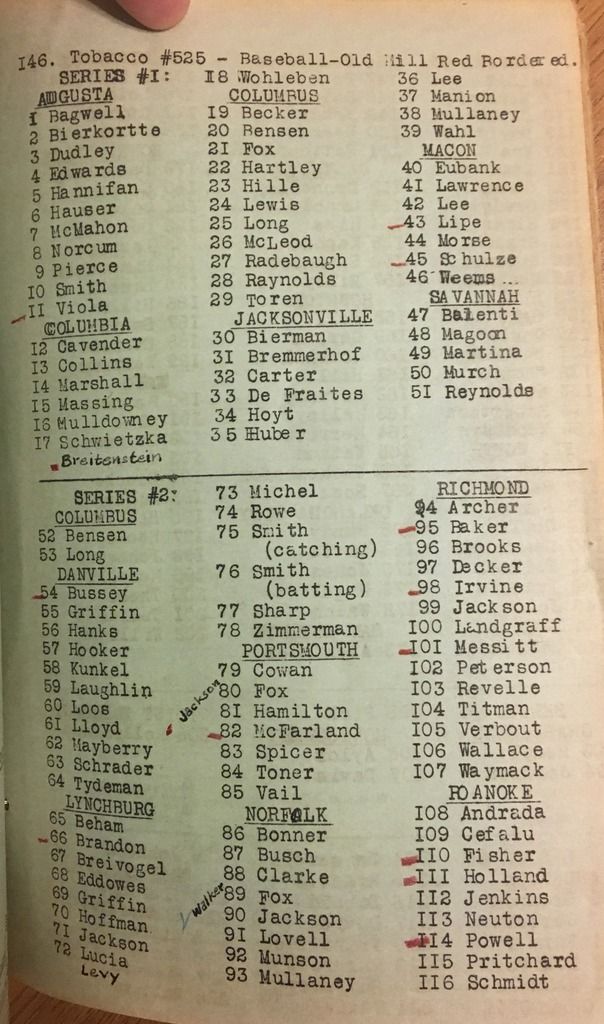 146. Tobacco #525 - Baseball-Old Mill Red Bordered.
SERIES #1:
AUGUSTA
1 Bagwell
2 Bierkortte
3 Dudley
4 Edwards
5 Hannifan
6 Hauser
7 McMahon
8 Norcum
9 Pierce
10 Smith
11 Viola
COLUMBIA
12 Cavender
13 Collins
14 Marshall
15 Massing
16 Mulldowney
17 Schwietzka
Breitenstein
18 Wohleben
COLUMBUS
19 Becker
20 Bensen
21 Fox
22 Hartley
23 Hille
24 Lewis
25 Long
26 McLeod
27 Radebaugh
28 Raynolds
29 Toren
JACKSONVILLE
30 Bierman
31 Bremmerhof
32 Carter
33 De Fraites
34 Hoyt
35 Huber
36 Lee
37 Manion
38 Mullaney
39 Wahl
MACON
40 Eubank
41 Lawrence
42 Lee
43 Lipe
44 Morse
45 Schulze
46 Weems ...
SAVANNAH
47 Balenti
48 Magoon
49 Martina
50 Murch
51 Reynolds
SERIES #2:
COLUMBUS
52 Bensen
53 Long
DANVILLE
54 Bussey
55 Griffin
56 Hanks
57 Hooker
58 Kunkel
59 Laughlin
60 Loos
61 Lloyd
62 Mayberry
63 Schrader
64 Tydeman
LYNCHBURG
65 Beham
66 Brandon
67 Breivogel
68 Eddowes
69 Griffin
70 Hoffman
71 Jackson
72 Lucia
Levy
73 Michel
74 Rowe
75 Smith
(catching)
76 Smith
(batting)
77 Sharp
78 Zimmerman
PORTSMOUTH
79 Cowan
Jackson
80 Fox
81 Hamilton
82 McFarland
83 Spicer
84 Toner
85 Vail
NORFALK
86 Bonner
87 Busch
88 Clarke
Walker
89 Fox
90 Jackson
91 Lovell
92 Munson
93 Mullaney
RICHMOND
94 Archer
95 Baker
96 Brooks
97 Decker
98 Irvine
99 Jackson
100 Landgraff
101 Messitt
102 Peterson
103 Revelle
104 Titman
105 Verbout
106 Wallace
107 Waymack
ROANOKE
108 Andrada
109 Cefalu
110 Fisher
111 Holland
112 Jenkins
113 Neuton
114 Powell
115 Pritchard
116 Schmidt